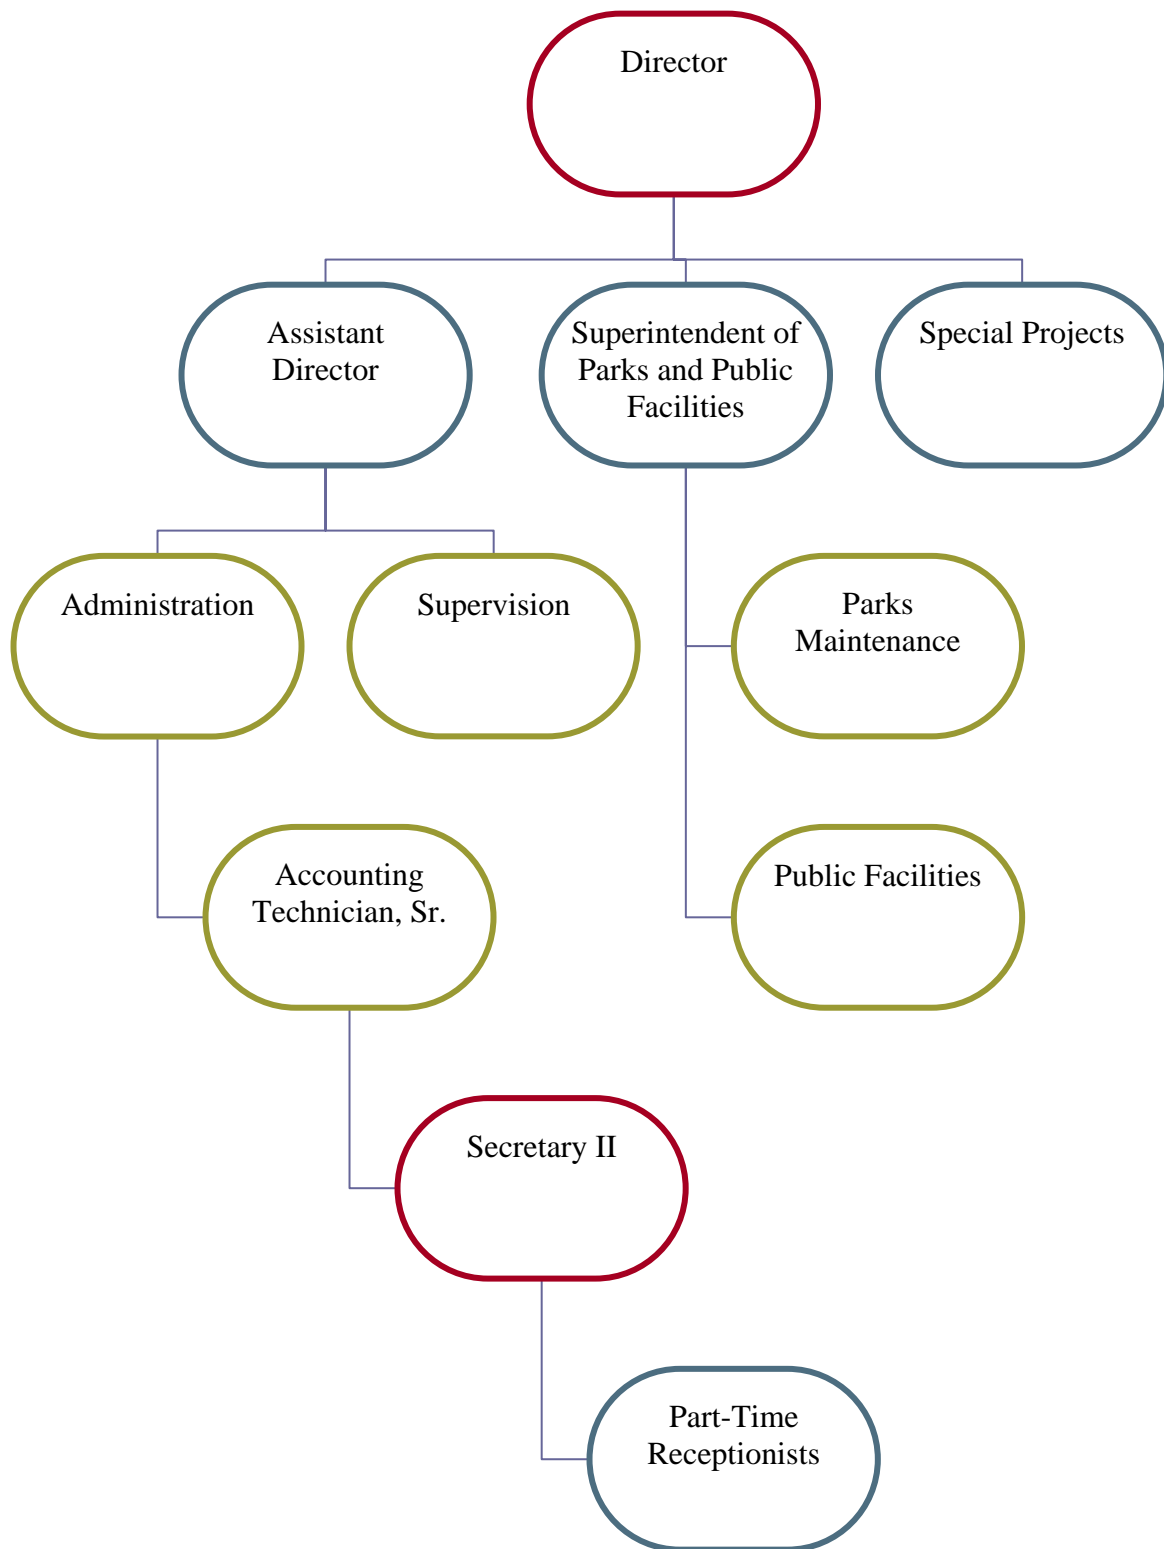 Director
Assistant
Director
Superintendent of
Parks and Public
Facilities
Special Projects
Administration
Supervision
Parks
Maintenance
Accounting
Technician, Sr.
Public Facilities
Secretary II
Part-Time
Receptionists